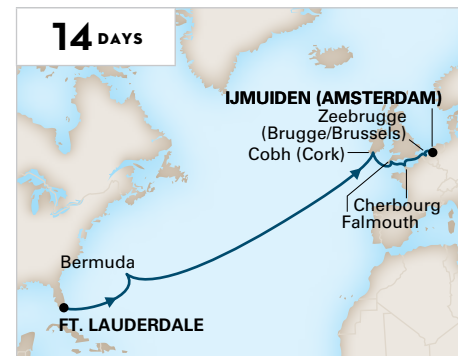 14 DAYS
IJMUIDEN (AMSTERDAM)
Zeebrugge
(Brugge/Brussels)
Cobh (Cork)
Cherbourg
Falmouth
Bermuda
FT. LAUDERDALE